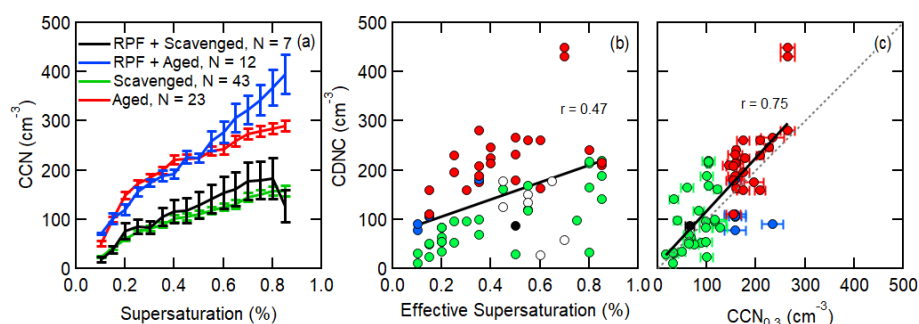 500
400
300
200
100
0
CCN (cm-3)
RPF + Scavenged, N = 7
(a)
RPF + Aged, N = 12
Scavenged, N = 43
Aged, N = 23
0.0 0.2 0.4 0.6 0.8 1.0
Supersaturation (%)
500
400
300
200
100
0
CDNC (cm-3)
(b)
r = 0.47
0.0 0.2 0.4 0.6 0.8 1.0
Effective Supersaturation (%)
(c)
r = 0.75
0 100 200 300 400 500
CCN0.3 (cm-3)